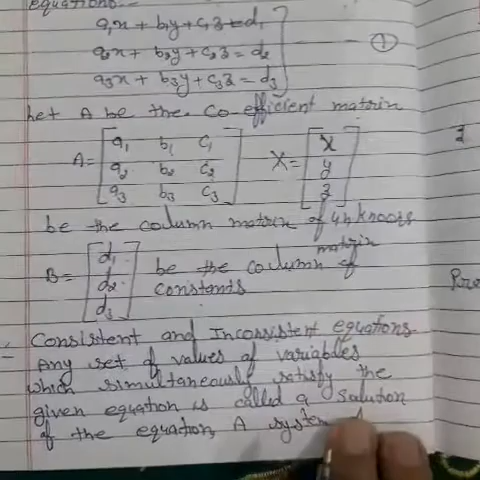 equations.
a₁x + b₁y + c₁z = d₁
a₂x + b₂y + c₂z = d₂ - ①
a₃x + b₃y + c₃z = d₃
Let A be the co-efficient matrix
A = [a₁ b₁ c₁ X = [x
a₂ b₂ c₂ y
a₃ b₃ c₃] z]
be the column matrix of
B = [d₁ be the column matrix of
d₂ constants
d₃]
Consistent and Inconsistent equations.
Any set of values of variables
which simultaneously satisfy the
given equation is called a solution
of the equation, A system